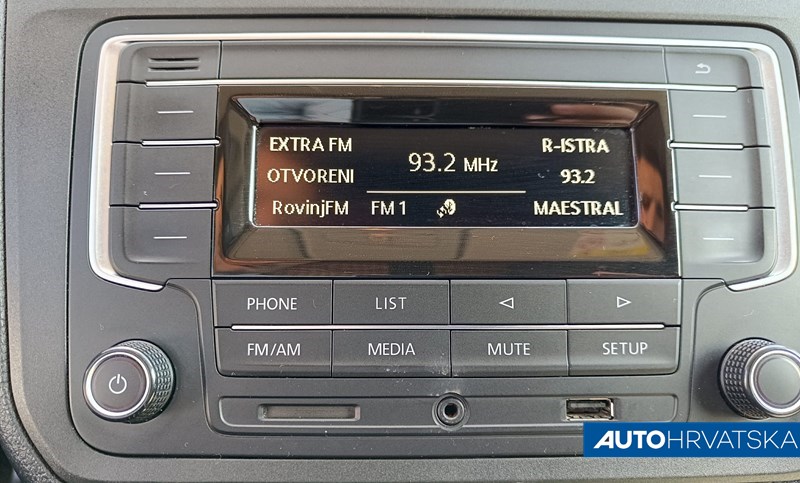 EXTRA FM 93.2 MHz R-ISTRA
OTVORENI 93.2
RovinjFM FM 1 MAESTRAL
PHONE LIST
FM/AM MEDIA MUTE SETUP
AUTOHRVATSKA